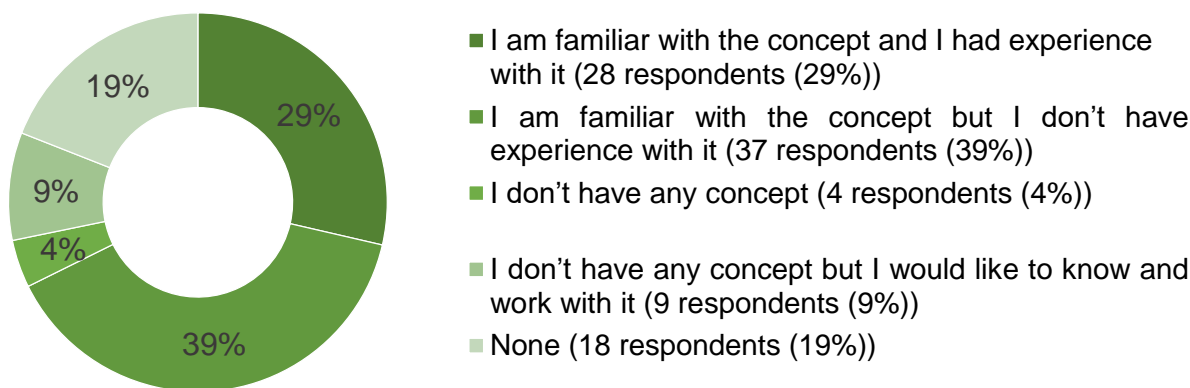 29%
39%
4%
9%
19%
I am familiar with the concept and I had experience
with it (28 respondents (29%))
I am familiar with the concept but I don't have
experience with it (37 respondents (39%))
I don't have any concept (4 respondents (4%))
I don't have any concept but I would like to know and
work with it (9 respondents (9%))
None (18 respondents (19%))